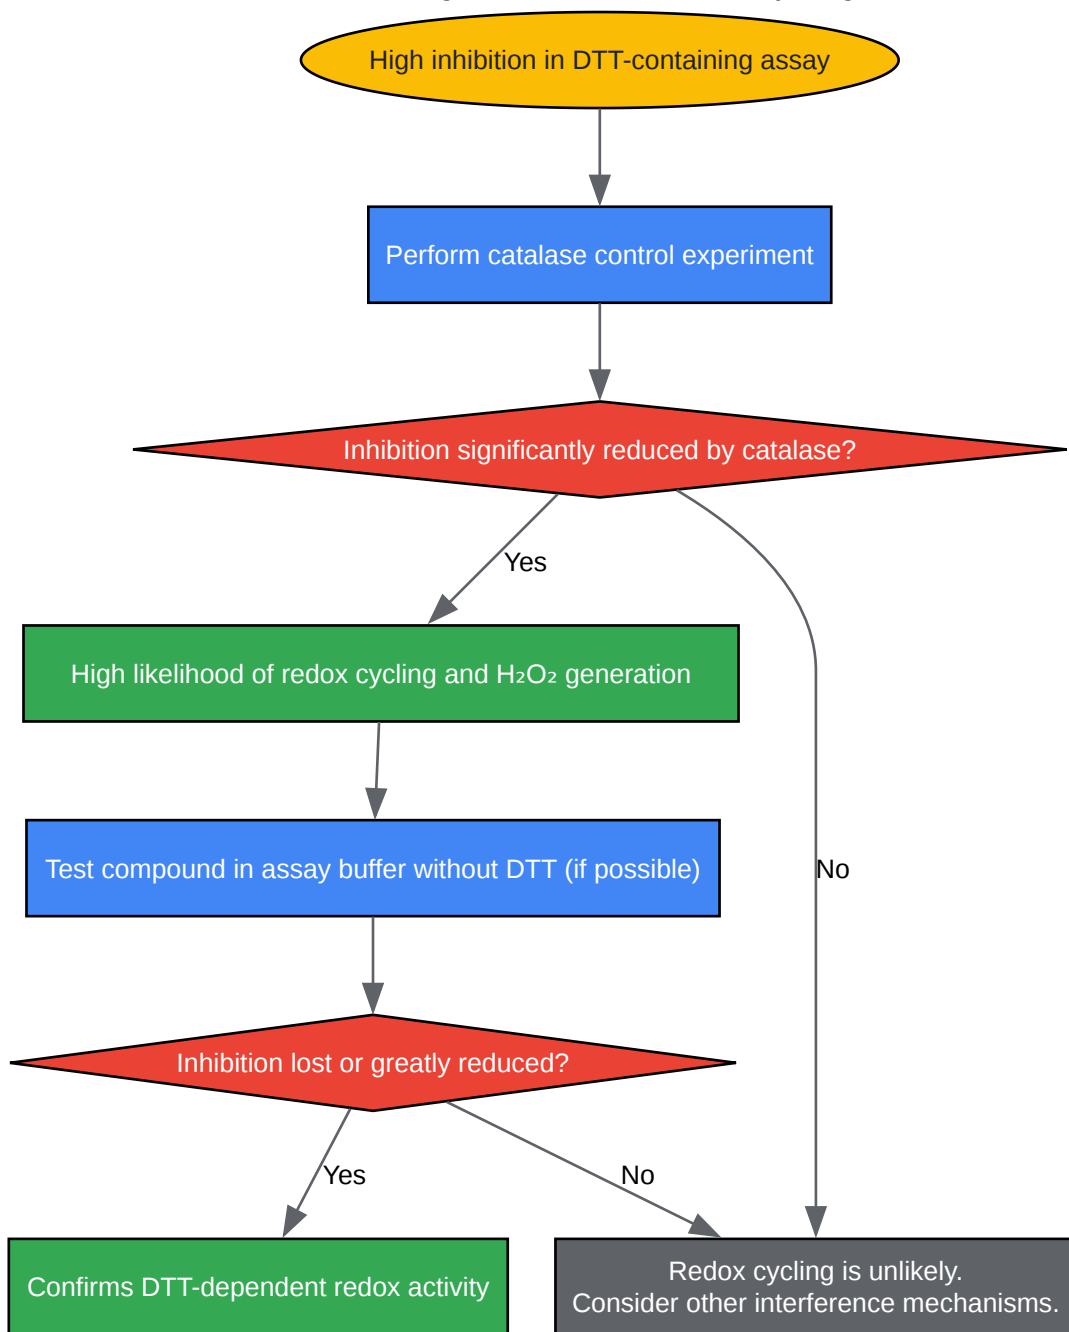 High inhibition in DTT-containing assay
Perform catalase control experiment
Inhibition significantly reduced by catalase?
Yes
High likelihood of redox cycling and H₂O₂ generation
Test compound in assay buffer without DTT (if possible)
No
Inhibition lost or greatly reduced?
Yes
No
Confirms DTT-dependent redox activity
Redox cycling is unlikely.
Consider other interference mechanisms.